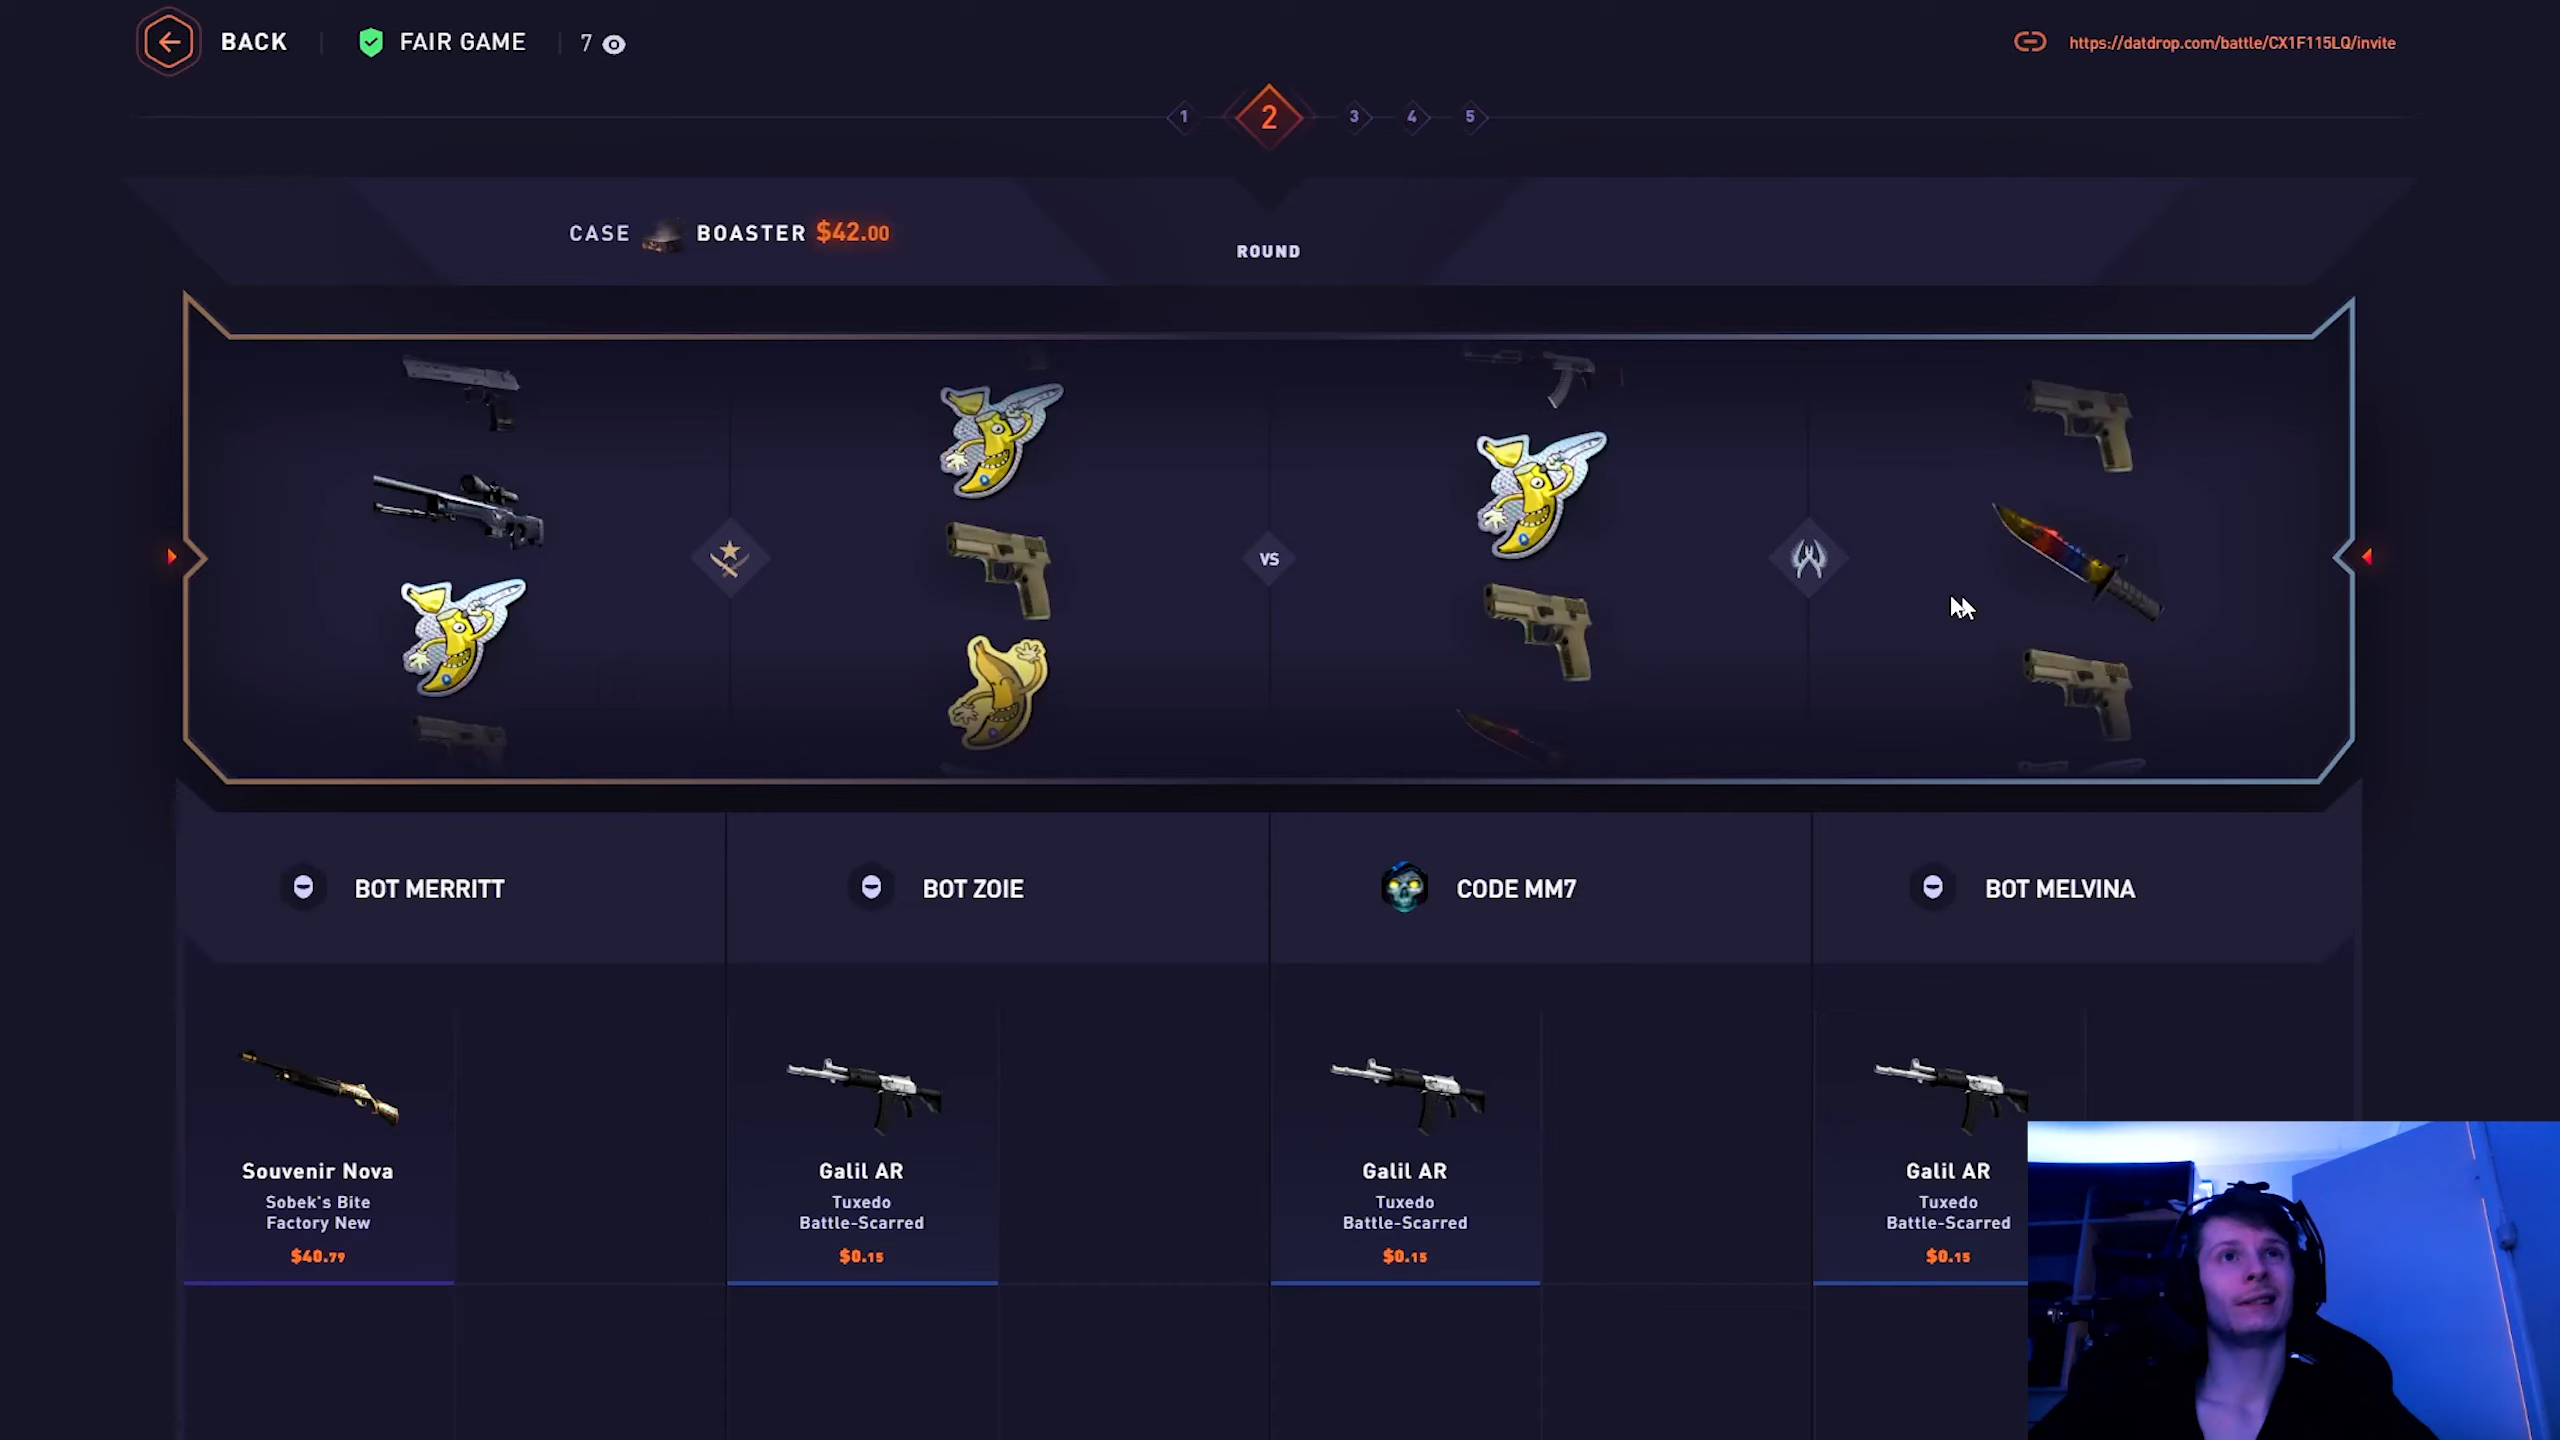 BACK
FAIR GAME
7
https://datdrop.com/battle/CX1F115LQ/invite
1
2
3
4
5
CASE BOASTER $42.00
ROUND
VS
BOT MERRITT
BOT ZOIE
CODE MM7
BOT MELVINA
Souvenir Nova
Sobek's Bite
Factory New
$40.79
Galil AR
Tuxedo
Battle-Scarred
$0.15
Galil AR
Tuxedo
Battle-Scarred
$0.15
Galil AR
Tuxedo
Battle-Scarred
$0.15